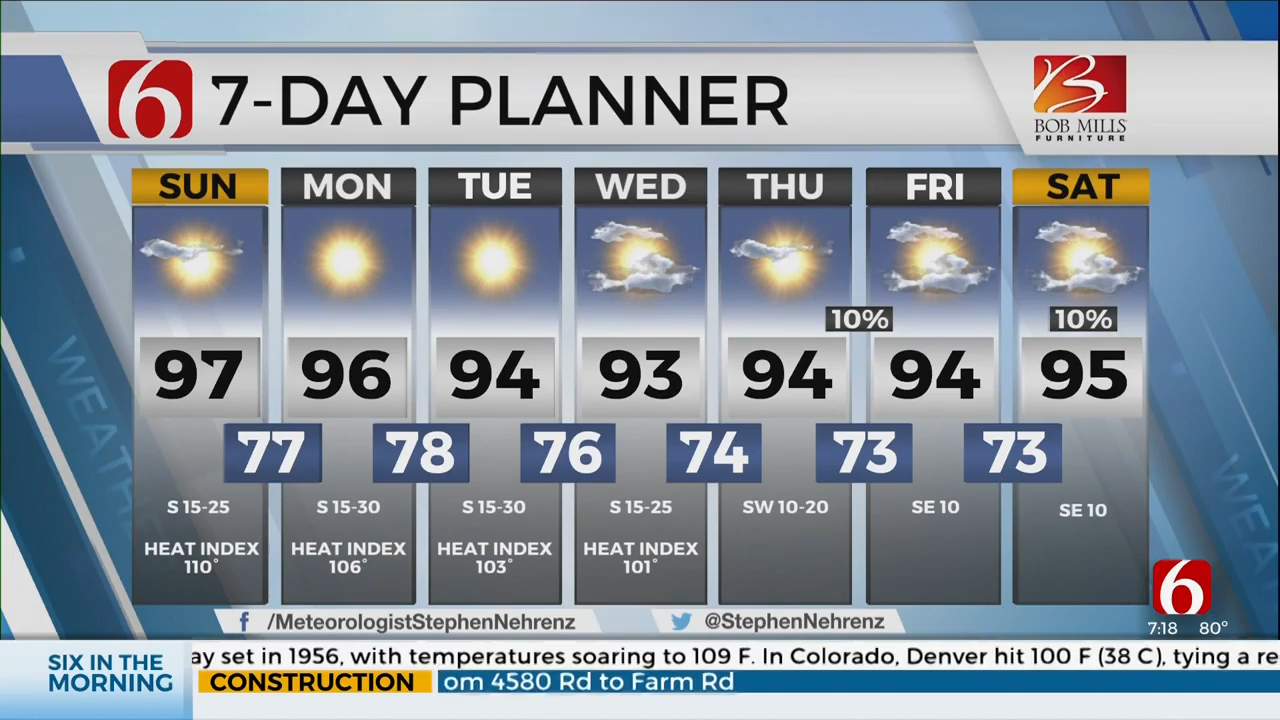 6 7-DAY PLANNER
B
BOB MILLS
FURNITURE
SUN MON TUE WED THU FRI SAT
10% 10%
97 96 94 93 94 94 95
77 78 76 74 73 73
S 15-25 S 15-30 S 15-30 S 15-25 SW 10-20 SE 10 SE 10
HEAT INDEX HEAT INDEX HEAT INDEX HEAT INDEX
110° 106° 103° 101°
6
/MeteorologistStephenNehrenz @StephenNehrenz
7:18 80°
SIX IN THE
MORNING
ay set in 1956, with temperatures soaring to 109 F. In Colorado, Denver hit 100 F (38 C), tying a re
CONSTRUCTION om 4580 Rd to Farm Rd